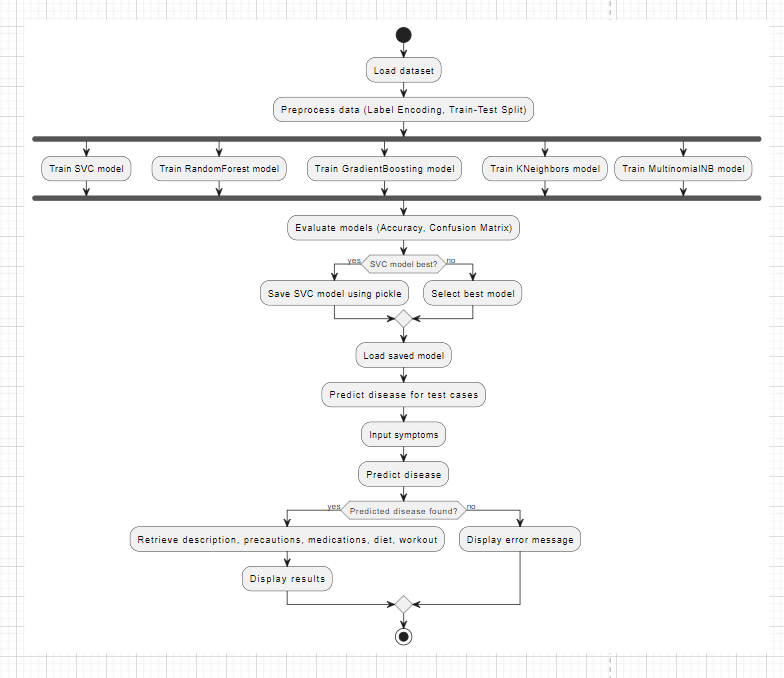 Load dataset
Preprocess data (Label Encoding, Train-Test Split)
Train SVC model
Train RandomForest model
Train GradientBoosting model
Train KNeighbors model
Train MultinomialNB model
Evaluate models (Accuracy, Confusion Matrix)
yes
SVC model best?
no
Save SVC model using pickle
Select best model
Load saved model
Predict disease for test cases
Input symptoms
Predict disease
yes
Predicted disease found?
no
Retrieve description, precautions, medications, diet, workout
Display error message
Display results